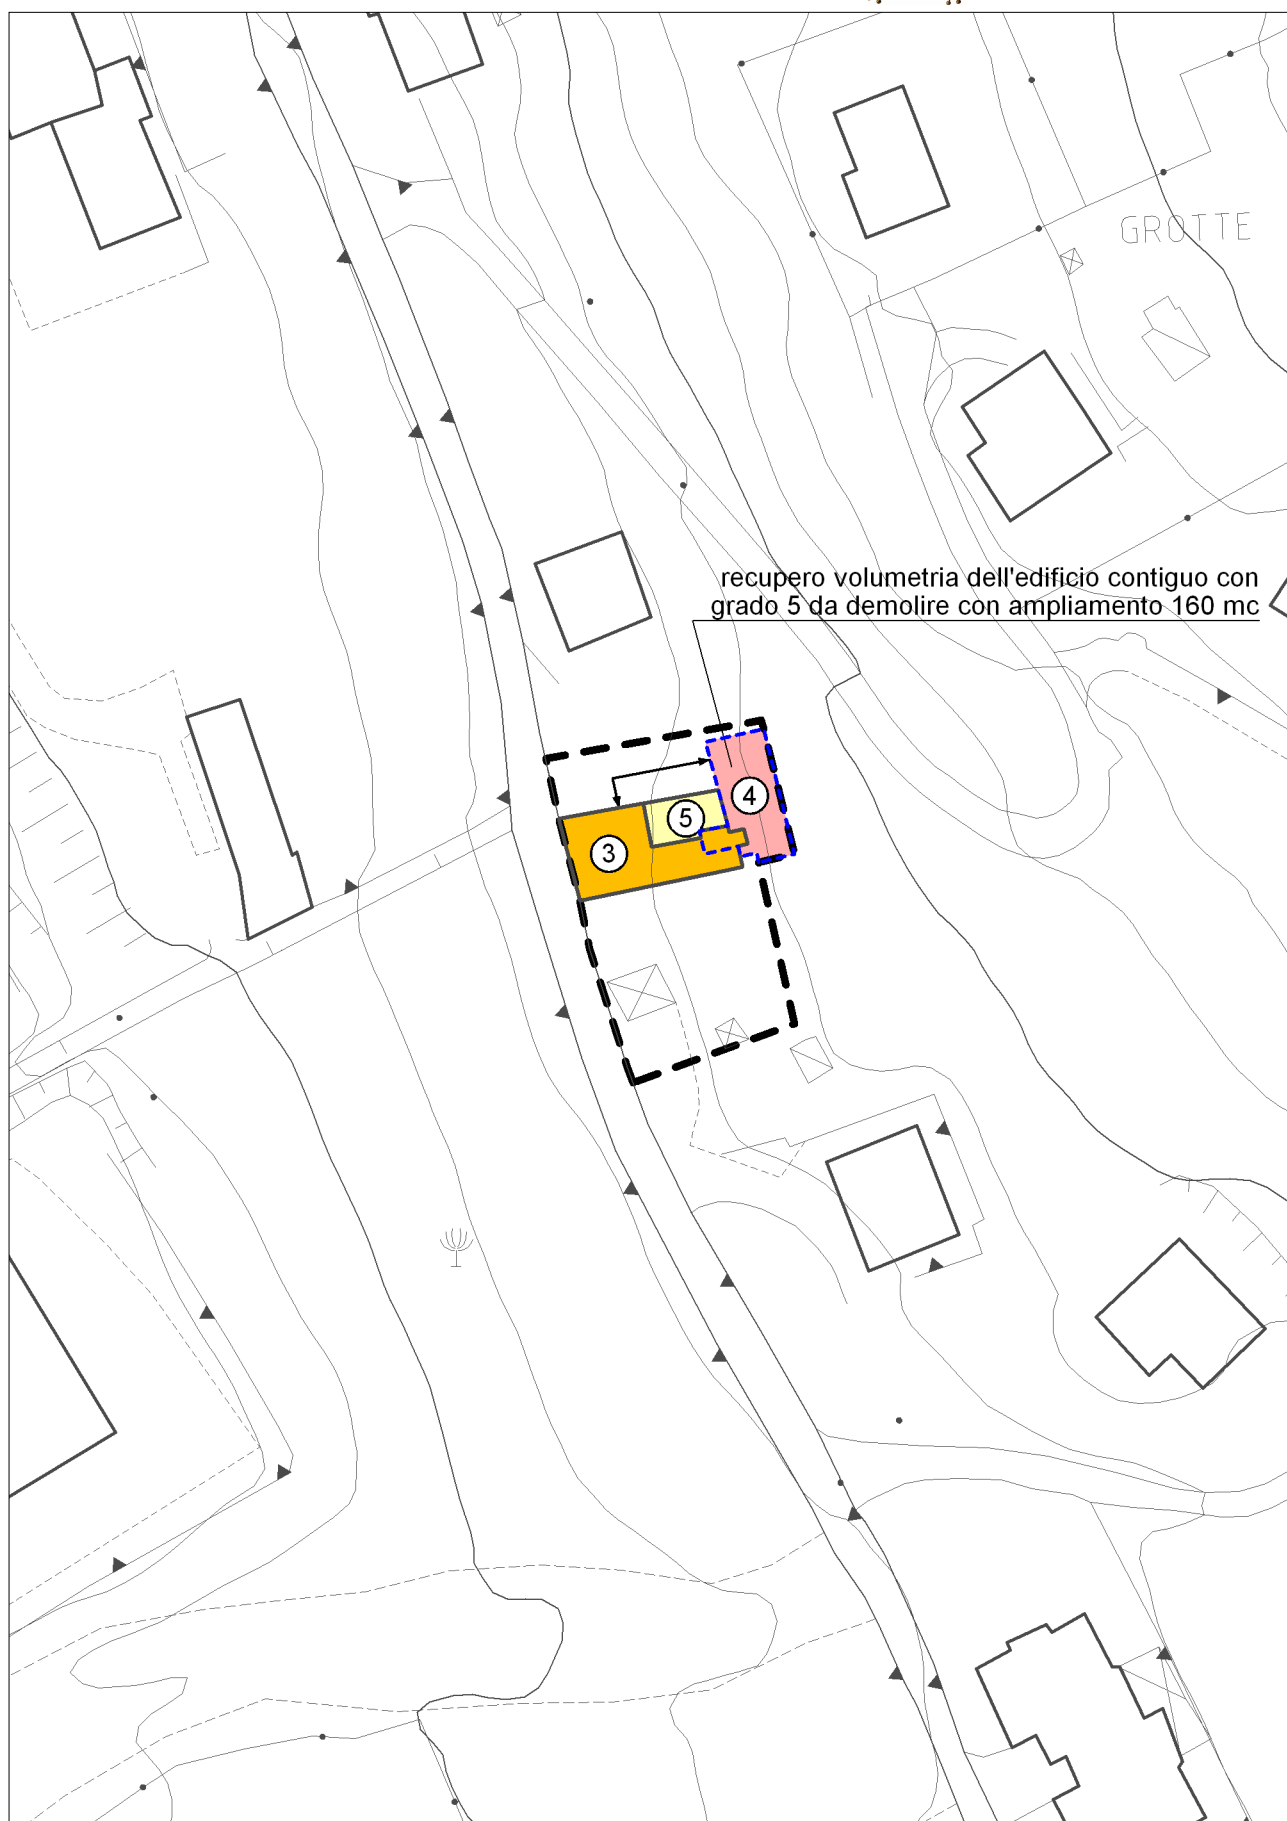 GROTTE
recupero volumetria dell'edificio contiguo con
grado 5 da demolire con ampliamento 160 mc
4
5
3